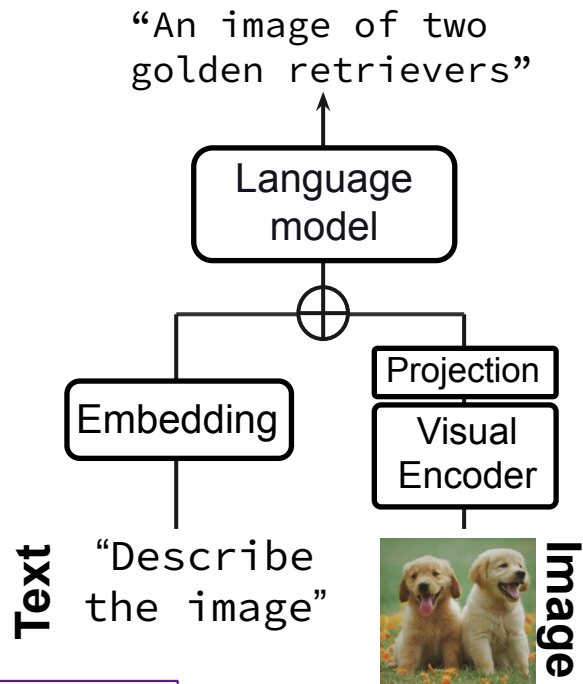 “An image of two
golden retrievers”
Language
model
Projection
Embedding
Visual
Encoder
Text
“Describe
the image”
Image